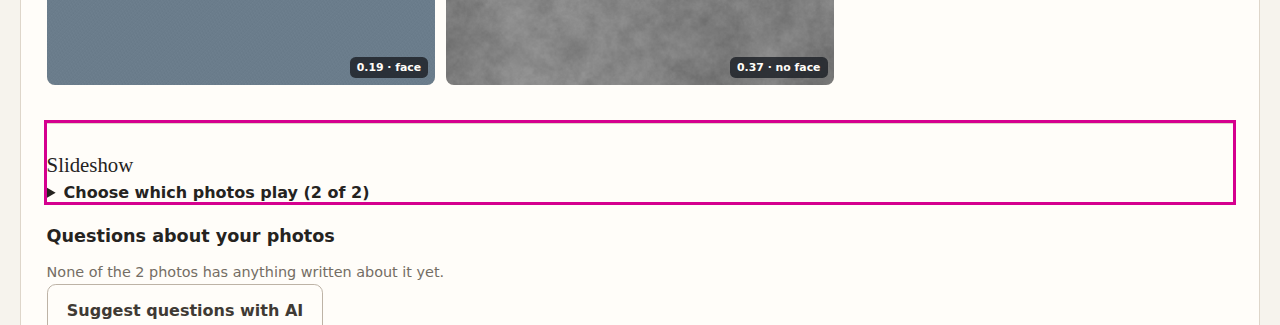 0.19 · face
0.37 · no face
Slideshow
Choose which photos play (2 of 2)
Questions about your photos
None of the 2 photos has anything written about it yet.
Suggest questions with AI